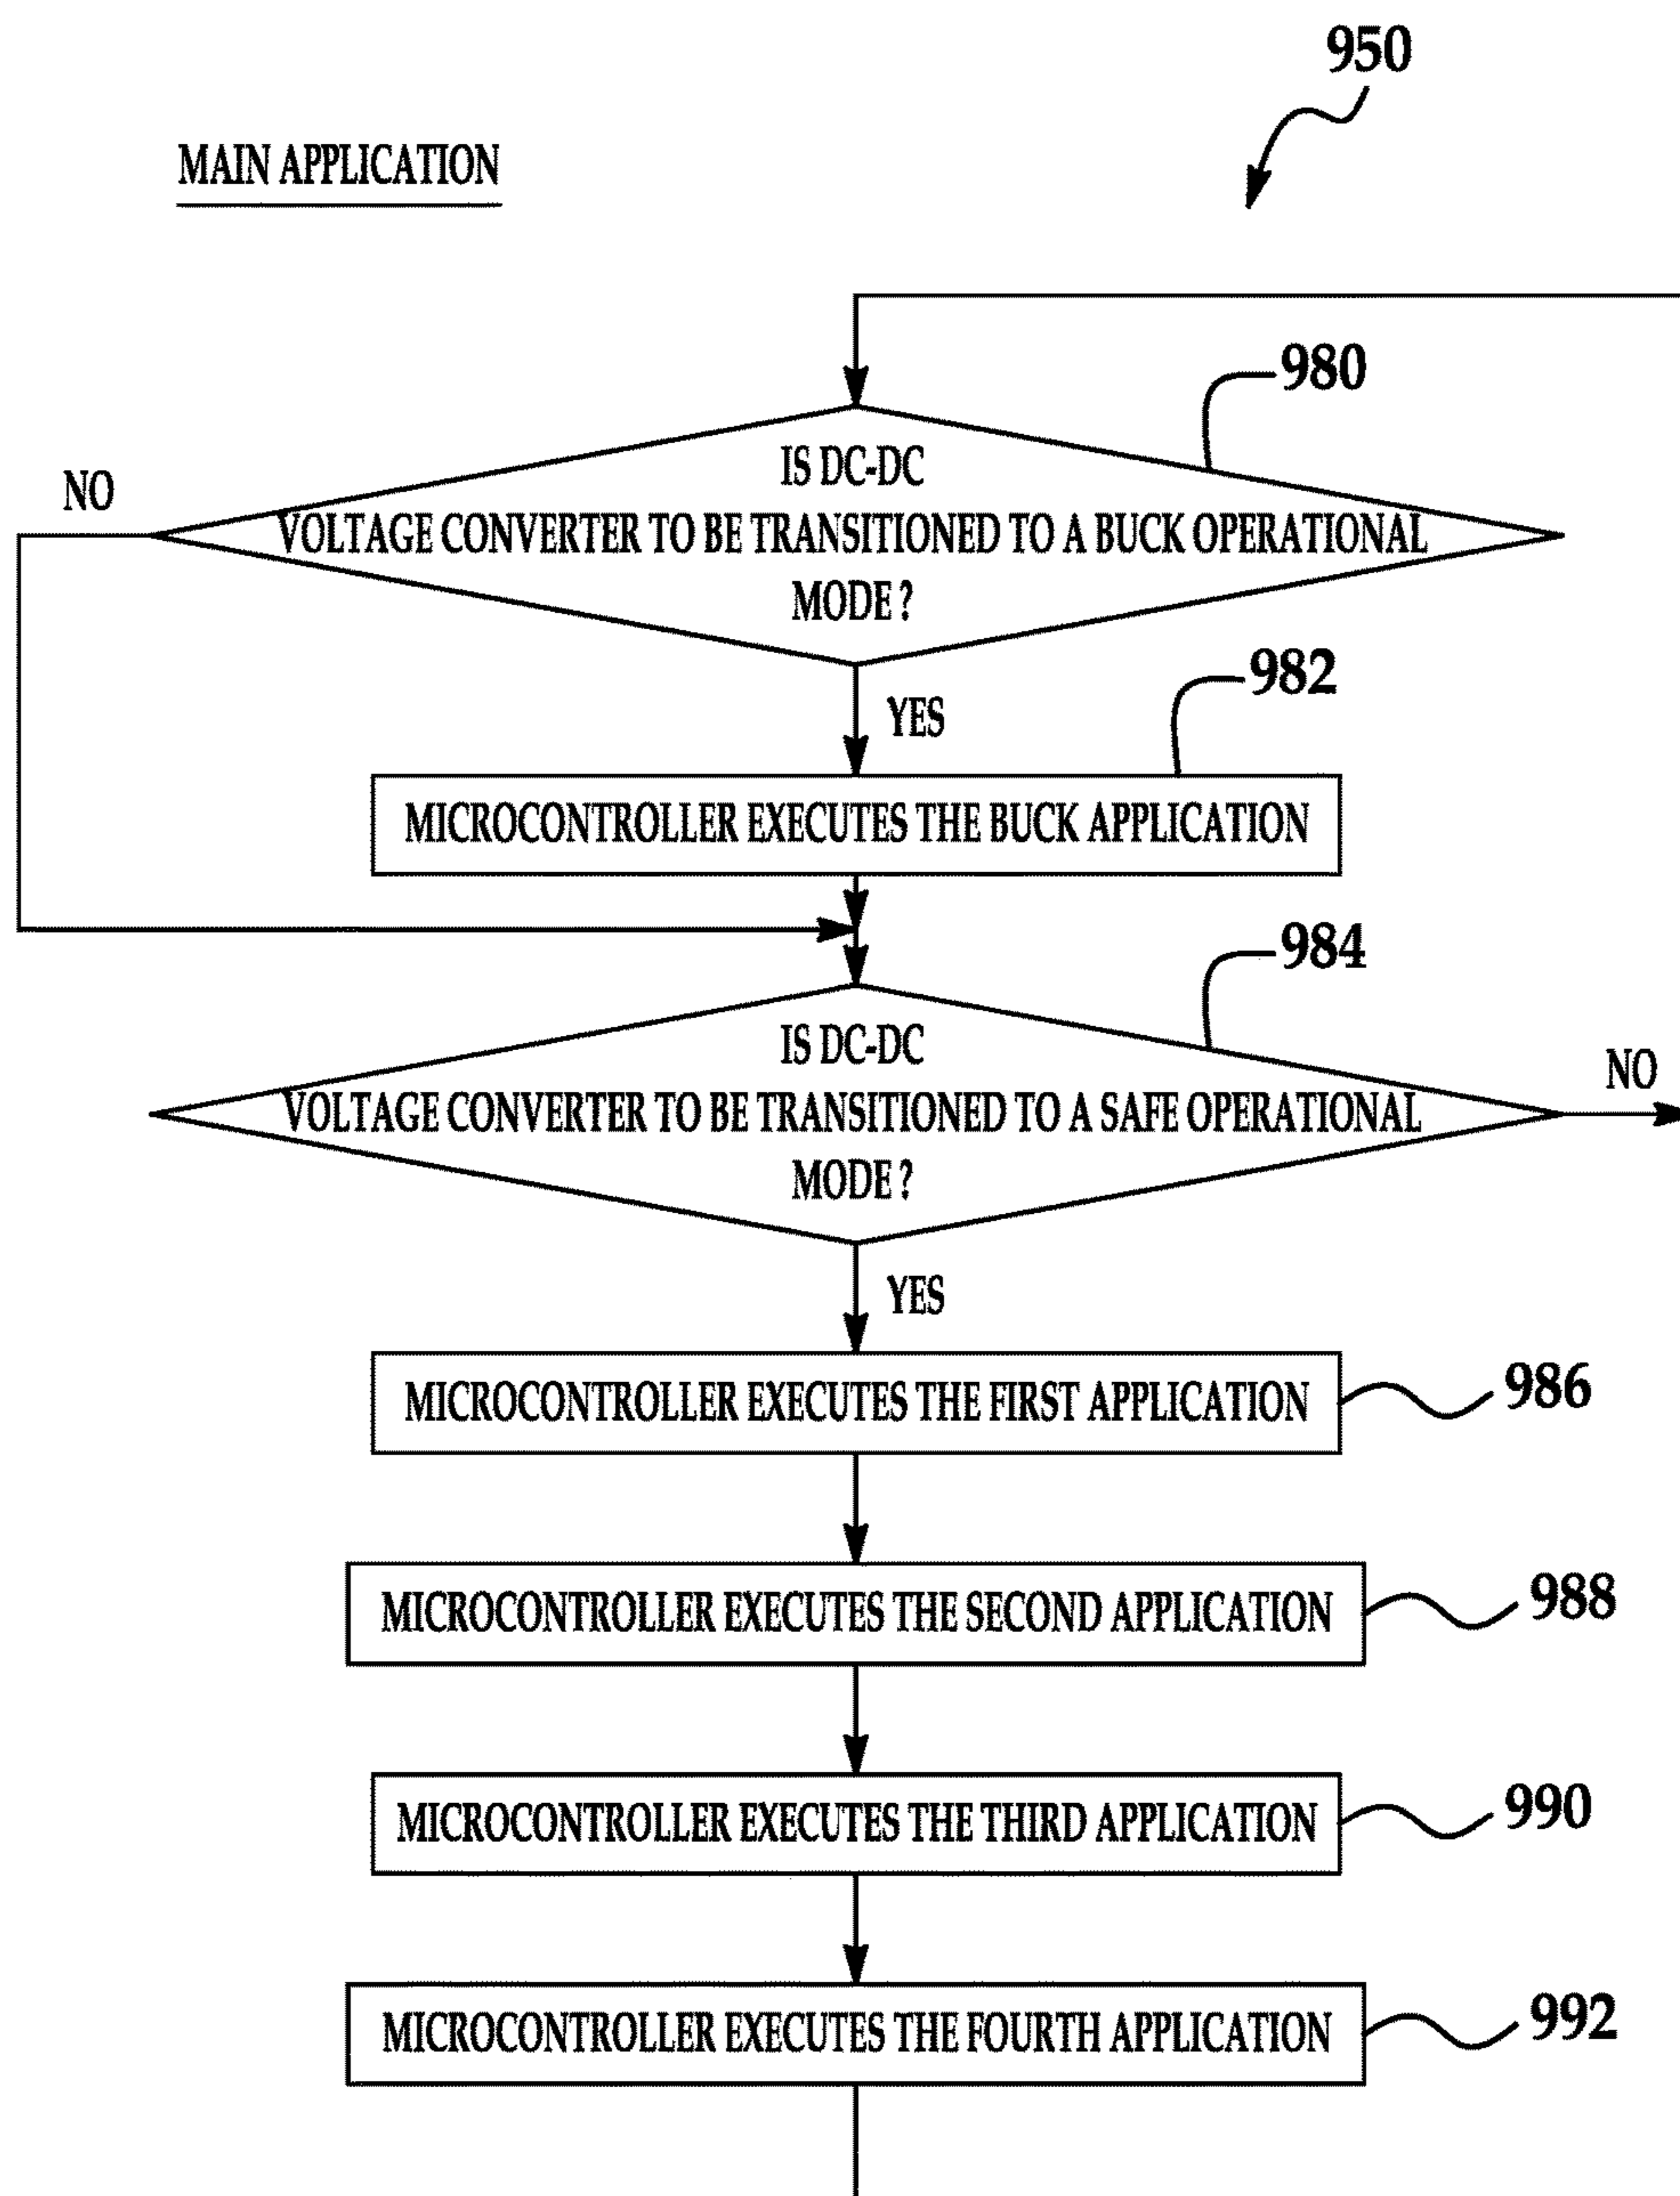 950
MAIN APPLICATION
980
IS DC-DC
NO
VOLTAGE CONVERTER TO BE TRANSITIONED TO A BUCK OPERATIONAL
MODE ?
982
YES
MICROCONTROLLER EXECUTES THE BUCK APPLICATION
984
IS DC-DC
NO
VOLTAGE CONVERTER TO BE TRANSITIONED TO A SAFE OPERATIONAL
MODE ?
YES
MICROCONTROLLER EXECUTES THE FIRST APPLICATION
986
MICROCONTROLLER EXECUTES THE SECOND APPLICATION
988
MICROCONTROLLER EXECUTES THE THIRD APPLICATION
990
MICROCONTROLLER EXECUTES THE FOURTH APPLICATION
992